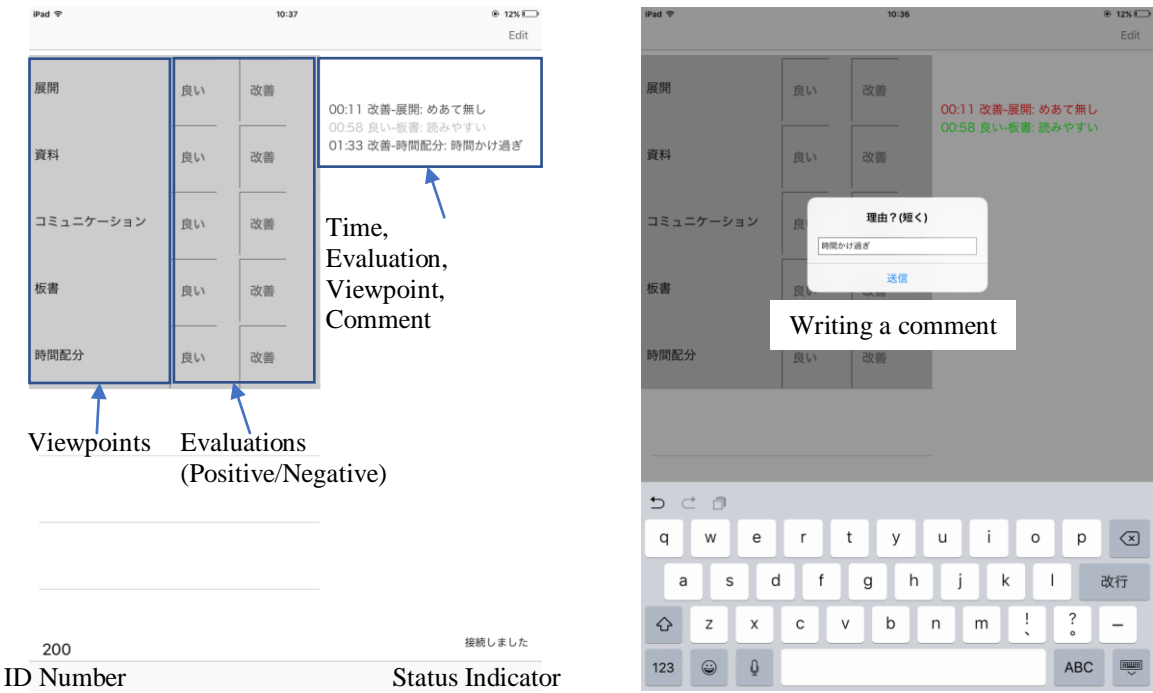 iPad 10:37 12%
Edit
展開 良い 改善
資料 良い 改善
コミュニケーション 良い 改善
板書 良い 改善
時間配分 良い 改善
00:11 改善-展開: めあて無し
00:58 良い-板書: 読みやすい
01:33 改善-時間配分: 時間かけ過ぎ
Time,
Evaluation,
Viewpoint,
Comment
Viewpoints
Evaluations
(Positive/Negative)
200
接続しました
ID Number
Status Indicator
iPad 10:36 12%
Edit
展開 良い 改善
資料 良い 改善
コミュニケーション 良 改善
板書 良 改善
時間配分 良い 改善
00:11 改善-展開: めあて無し
00:58 良い-板書: 読みやすい
理由？(短く)
時間かけ過ぎ
送信
Writing a comment
q w e r t y u i o p
a s d f g h j k l 改行
z x c v b n m ! 、 ? 。 ー
123 ABC